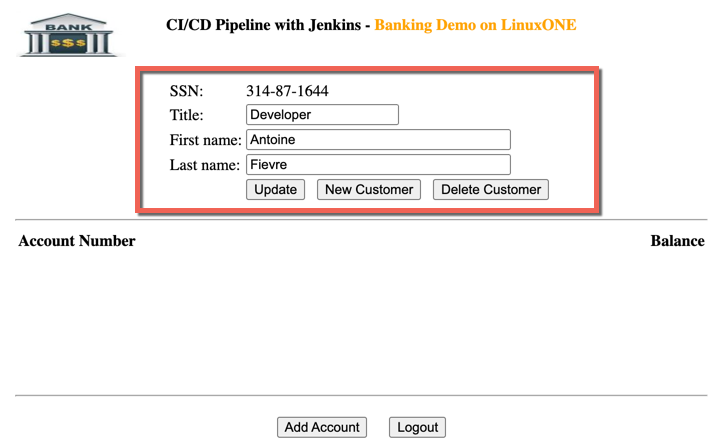 BANK
$$$
CI/CD Pipeline with Jenkins - Banking Demo on LinuxONE
SSN: 314-87-1644
Title: Developer
First name: Antoine
Last name: Fievre
Update New Customer Delete Customer
Account Number Balance
Add Account Logout